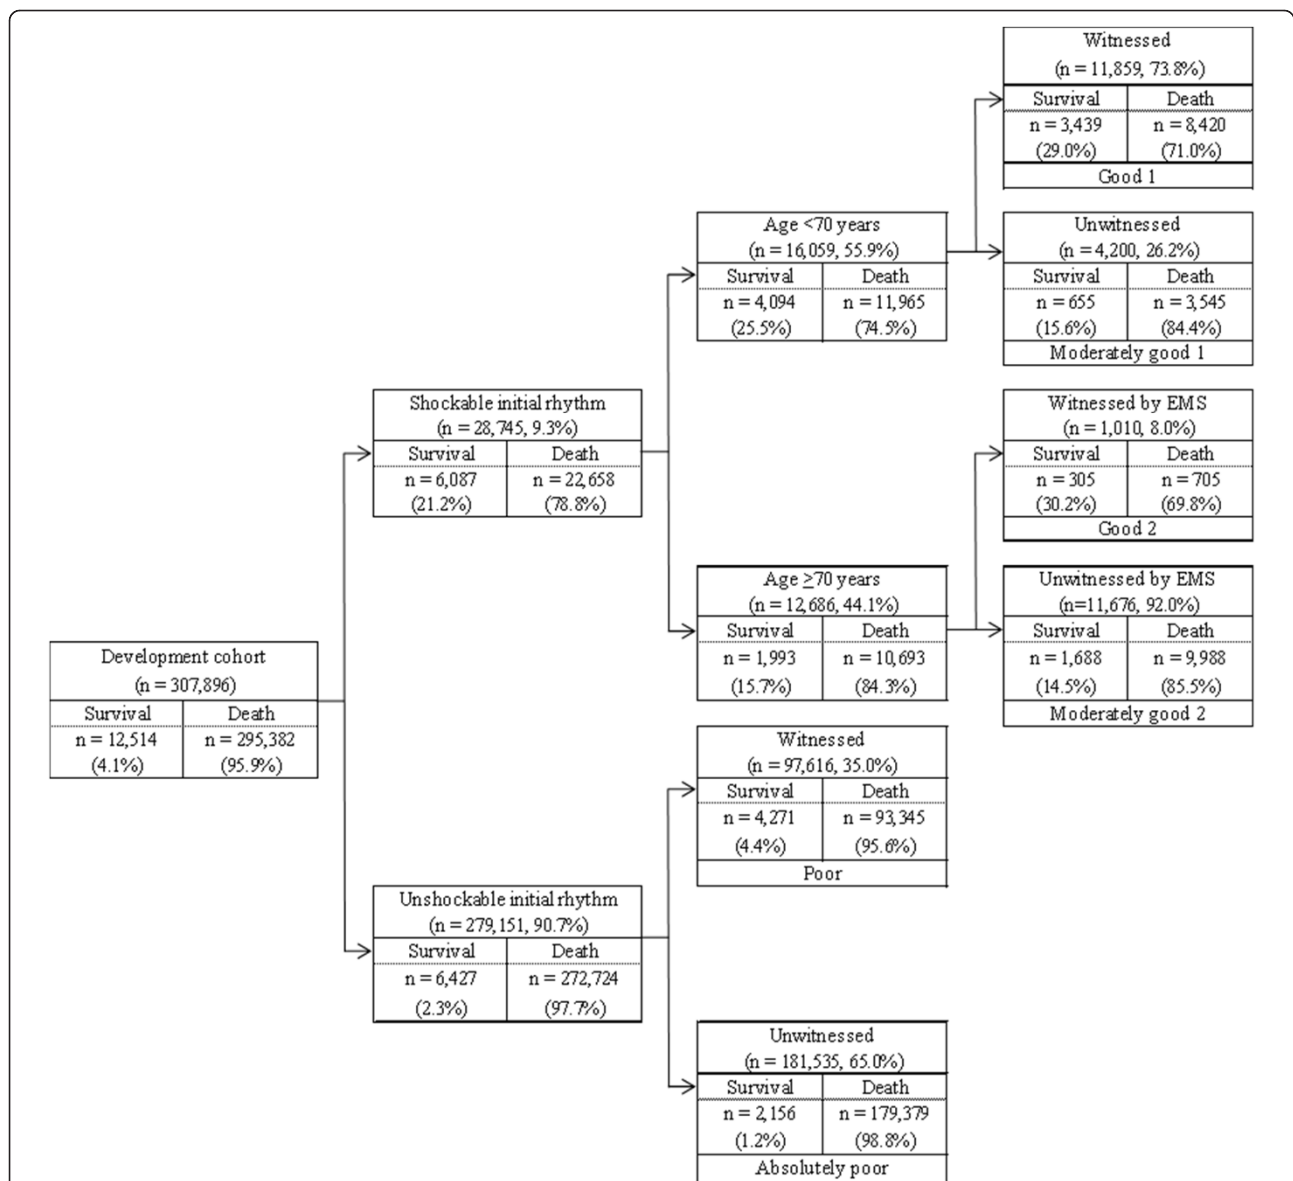 Development cohort
(n = 307,896)
Survival Death
n = 12,514 n = 295,382
(4.1%) (95.9%)
Shockable initial rhythm
(n = 28,745, 9.3%)
Survival Death
n = 6,087 n = 22,658
(21.2%) (78.8%)
Unshockable initial rhythm
(n = 279,151, 90.7%)
Survival Death
n = 6,427 n = 272,724
(2.3%) (97.7%)
Age <70 years
(n = 16,059, 55.9%)
Survival Death
n = 4,094 n = 11,965
(25.5%) (74.5%)
Age ≥70 years
(n = 12,686, 44.1%)
Survival Death
n = 1,993 n = 10,693
(15.7%) (84.3%)
Witnessed
(n = 97,616, 35.0%)
Survival Death
n = 4,271 n = 93,345
(4.4%) (95.6%)
Poor
Unwitnessed
(n = 181,535, 65.0%)
Survival Death
n = 2,156 n = 179,379
(1.2%) (98.8%)
Absolutely poor
Witnessed
(n = 11,859, 73.8%)
Survival Death
n = 3,439 n = 8,420
(29.0%) (71.0%)
Good 1
Unwitnessed
(n = 4,200, 26.2%)
Survival Death
n = 655 n = 3,545
(15.6%) (84.4%)
Moderately good 1
Witnessed by EMS
(n = 1,010, 8.0%)
Survival Death
n = 305 n = 705
(30.2%) (69.8%)
Good 2
Unwitnessed by EMS
(n=11,676, 92.0%)
Survival Death
n = 1,688 n = 9,988
(14.5%) (85.5%)
Moderately good 2